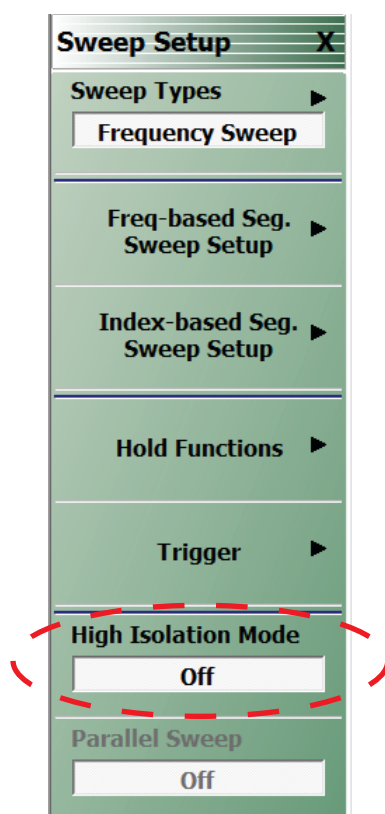 Sweep Setup X
Sweep Types
Frequency Sweep
Freq-based Seg.
Sweep Setup
Index-based Seg.
Sweep Setup
Hold Functions
Trigger
High Isolation Mode
Off
Parallel Sweep
Off